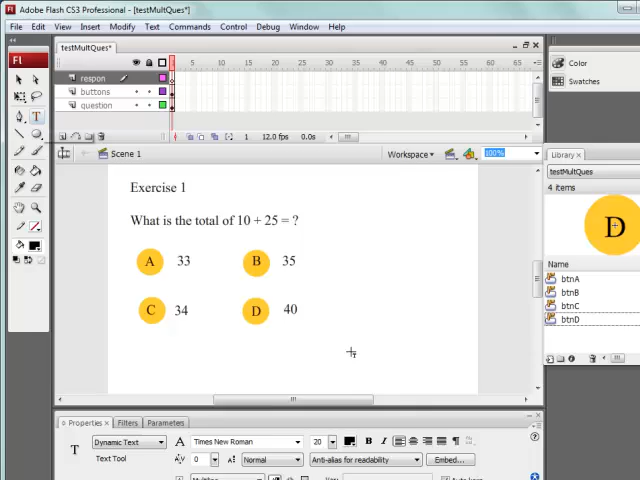 Adobe Flash CS3 Professional - [testMultQues*]
File Edit View Insert Modify Text Commands Control Debug Window Help
testMultQues*
5 10 15 20 25 30 35 40 45 50 55 60 65
respon
buttons
question
1 12.0 fps 0.0s
Scene 1
Workspace
100%
Exercise 1
What is the total of 10 + 25 = ?
A 33 B 35
C 34 D 40
Color
Swatches
Library
testMultQues
4 items
D
Name
btnA
btnB
btnC
btnD
Properties Filters Parameters
T Dynamic Text A Times New Roman 20 B I
Text Tool A/V 0 Normal Anti-alias for readability Embed...